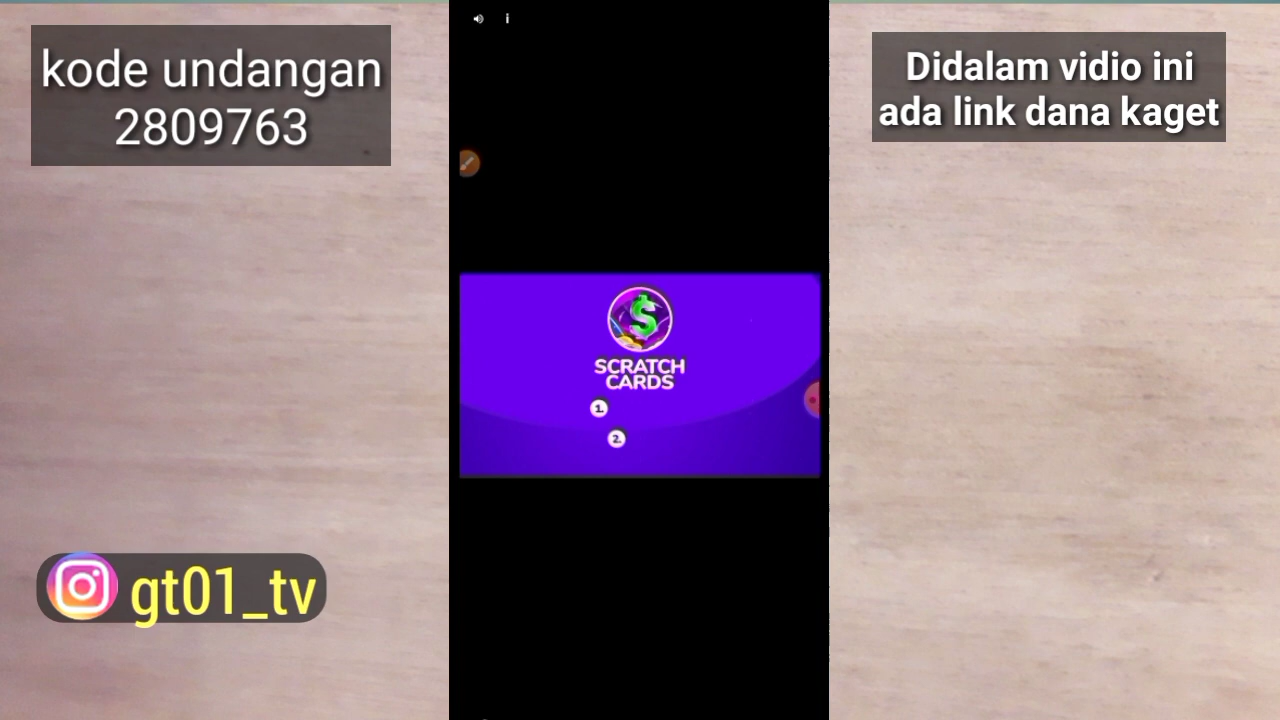 kode undangan
2809763
Didalam vidio ini
ada link dana kaget
i
$
SCRATCH
CARDS
1.
2.
gt01_tv